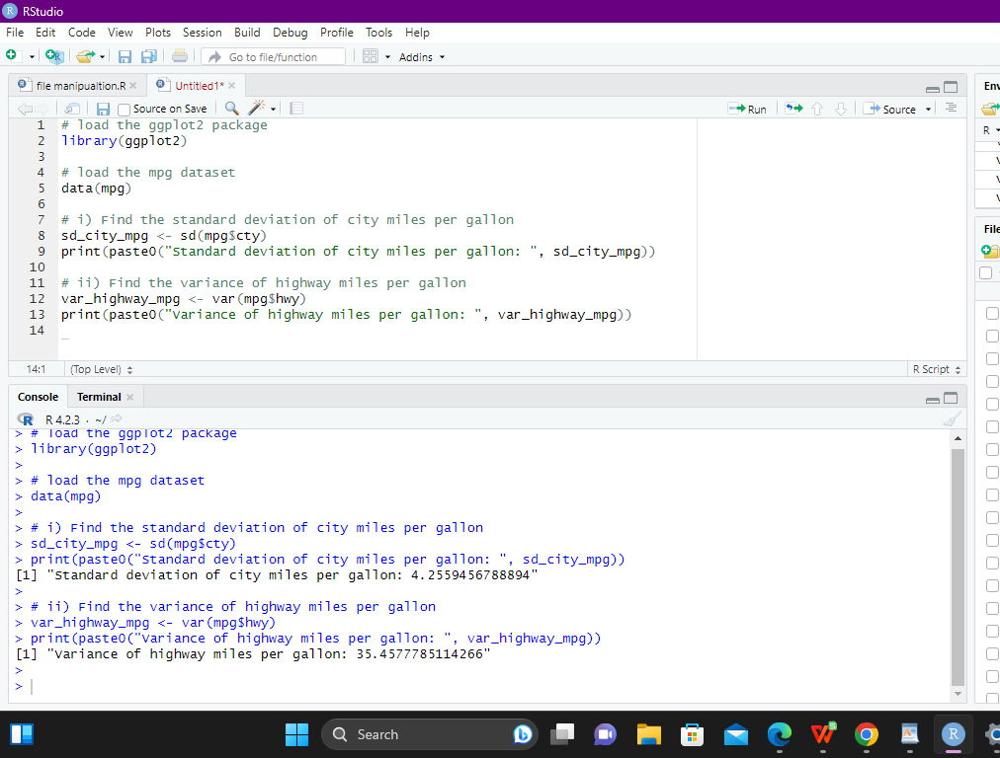 RStudio
File Edit Code View Plots Session Build Debug Profile Tools Help
Go to file/function Addins
file manipualtion.R Untitled1*
Source on Save Run Source
1 # load the ggplot2 package
2 library(ggplot2)
3
4 # load the mpg dataset
5 data(mpg)
6
7 # i) Find the standard deviation of city miles per gallon
8 sd_city_mpg <- sd(mpg$cty)
9 print(paste0("Standard deviation of city miles per gallon: ", sd_city_mpg))
10
11 # ii) Find the variance of highway miles per gallon
12 var_highway_mpg <- var(mpg$hwy)
13 print(paste0("Variance of highway miles per gallon: ", var_highway_mpg))
14
14:1 (Top Level) R Script
Console Terminal
R 4.2.3 · ~/
> # load the ggplot2 package
> library(ggplot2)
>
> # load the mpg dataset
> data(mpg)
>
> # i) Find the standard deviation of city miles per gallon
> sd_city_mpg <- sd(mpg$cty)
> print(paste0("Standard deviation of city miles per gallon: ", sd_city_mpg))
[1] "Standard deviation of city miles per gallon: 4.2559456788894"
>
> # ii) Find the variance of highway miles per gallon
> var_highway_mpg <- var(mpg$hwy)
> print(paste0("Variance of highway miles per gallon: ", var_highway_mpg))
[1] "Variance of highway miles per gallon: 35.4577785114266"
>
>
Env
R
File
Search